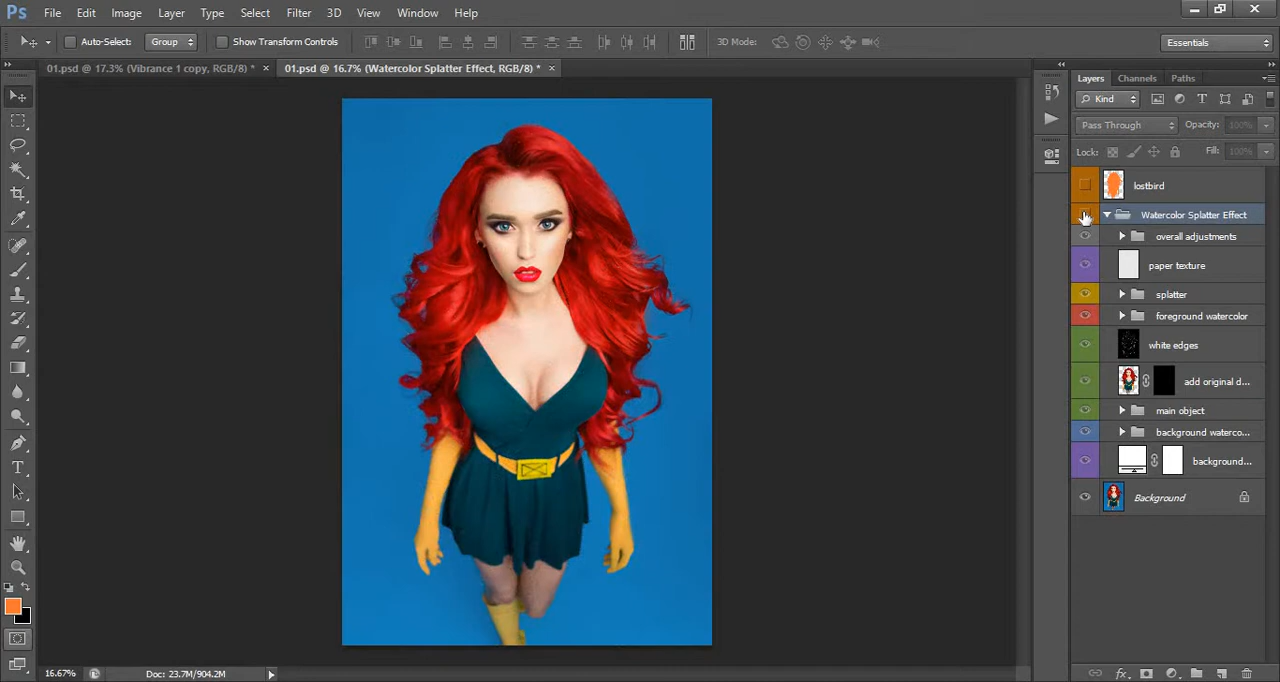 Ps File Edit Image Layer Type Select Filter 3D View Window Help
Auto-Select: Group Show Transform Controls 3D Mode: Essentials
01.psd @ 17.3% (Vibrance 1 copy, RGB/8) * × 01.psd @ 16.7% (Watercolor Splatter Effect, RGB/8) * ×
Layers Channels Paths
Kind
Pass Through Opacity: 100%
Lock: Fill: 100%
lostbird
Watercolor Splatter Effect
overall adjustments
paper texture
splatter
foreground watercolor
white edges
add original d...
main object
background waterco...
background...
Background
16.67% Doc: 23.7M/904.2M